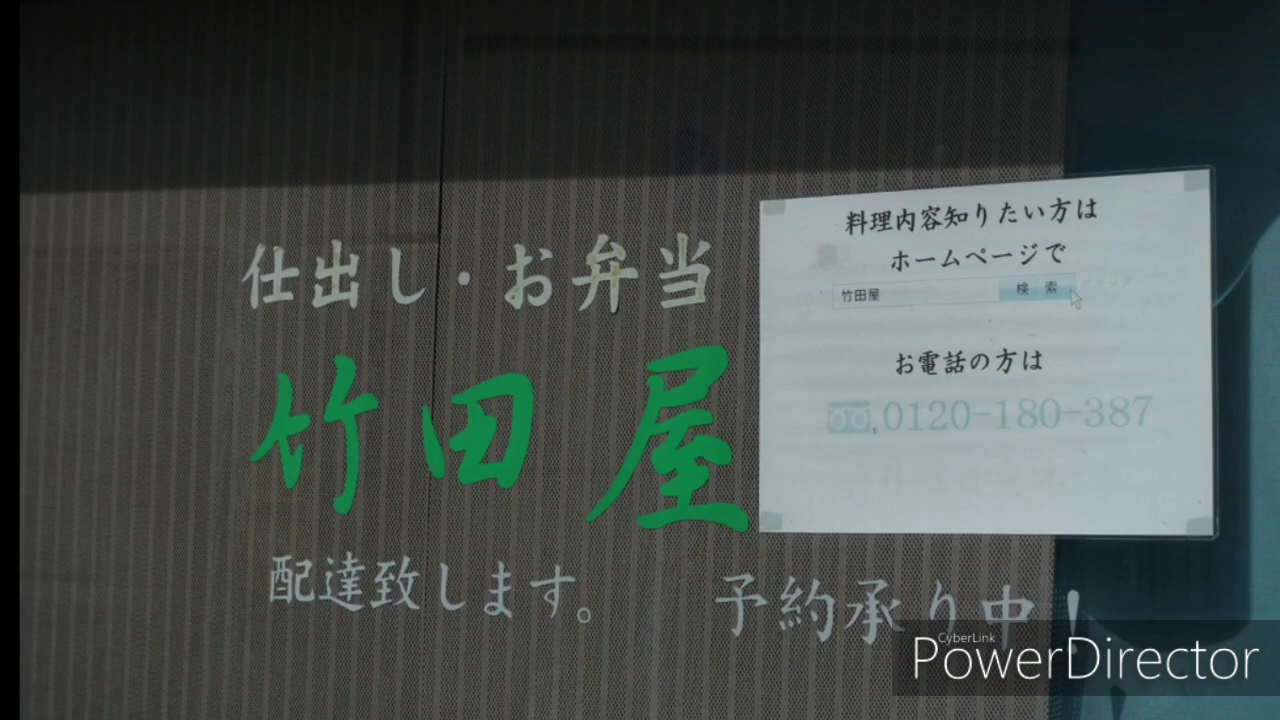 仕出し・お弁当
竹田屋
配達致します。
予約承り中!
料理内容知りたい方は
ホームページで
竹田屋 検索
お電話の方は
0120-180-387
CyberLink
PowerDirector